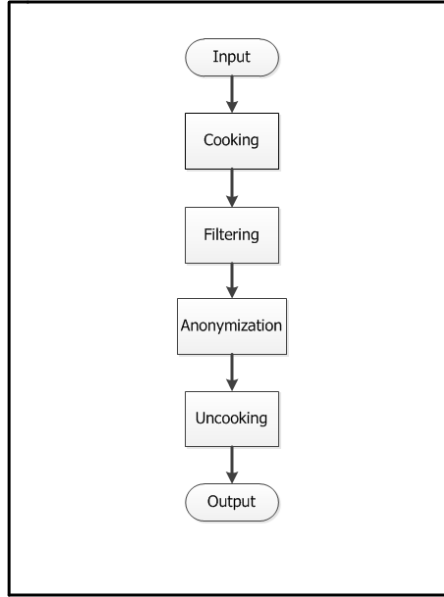 Input
Cooking
Filtering
Anonymization
Uncooking
Output